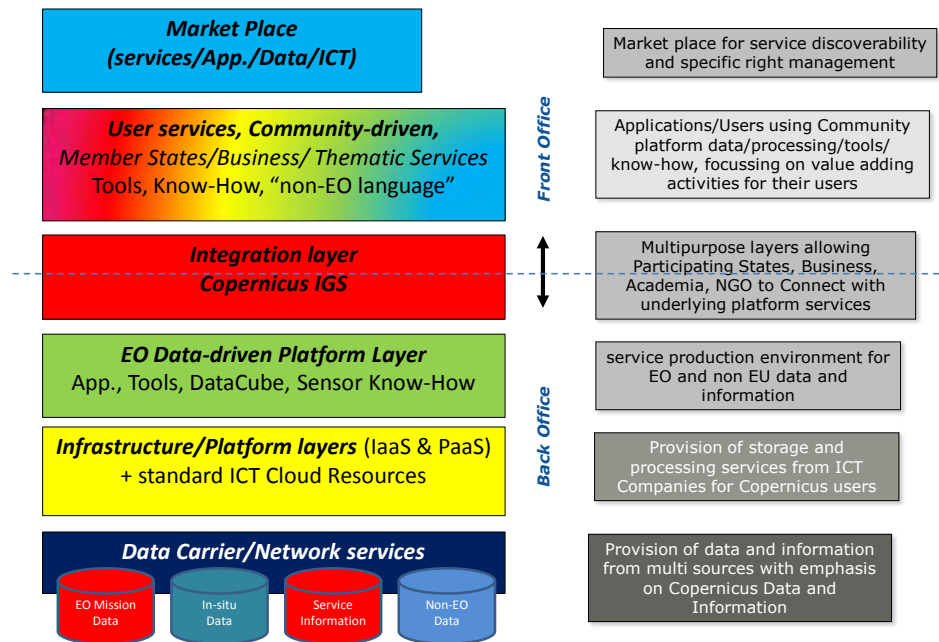 Market Place
(services/App./Data/ICT)
Market place for service discoverability
and specific right management
User services, Community-driven,
Member States/Business/ Thematic Services
Tools, Know-How, “non-EO language”
Front Office
Applications/Users using Community
platform data/processing/tools/
know-how, focussing on value adding
activities for their users
Integration layer
Copernicus IGS
Multipurpose layers allowing
Participating States, Business,
Academia, NGO to Connect with
underlying platform services
EO Data-driven Platform Layer
App., Tools, DataCube, Sensor Know-How
service production environment for
EO and non EU data and
information
Infrastructure/Platform layers (IaaS & PaaS)
+ standard ICT Cloud Resources
Back Office
Provision of storage and
processing services from ICT
Companies for Copernicus users
Data Carrier/Network services
EO Mission
Data
In-situ
Data
Service
Information
Non-EO
Data
Provision of data and information
from multi sources with emphasis
on Copernicus Data and
Information